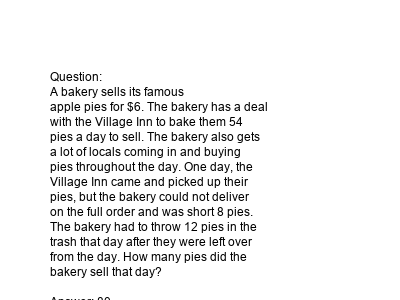 Question:
A bakery sells its famous
apple pies for $6. The bakery has a deal
with the Village Inn to bake them 54
pies a day to sell. The bakery also gets
a lot of locals coming in and buying
pies throughout the day. One day, the
Village Inn came and picked up their
pies, but the bakery could not deliver
on the full order and was short 8 pies.
The bakery had to throw 12 pies in the
trash that day after they were left over
from the day. How many pies did the
bakery sell that day?